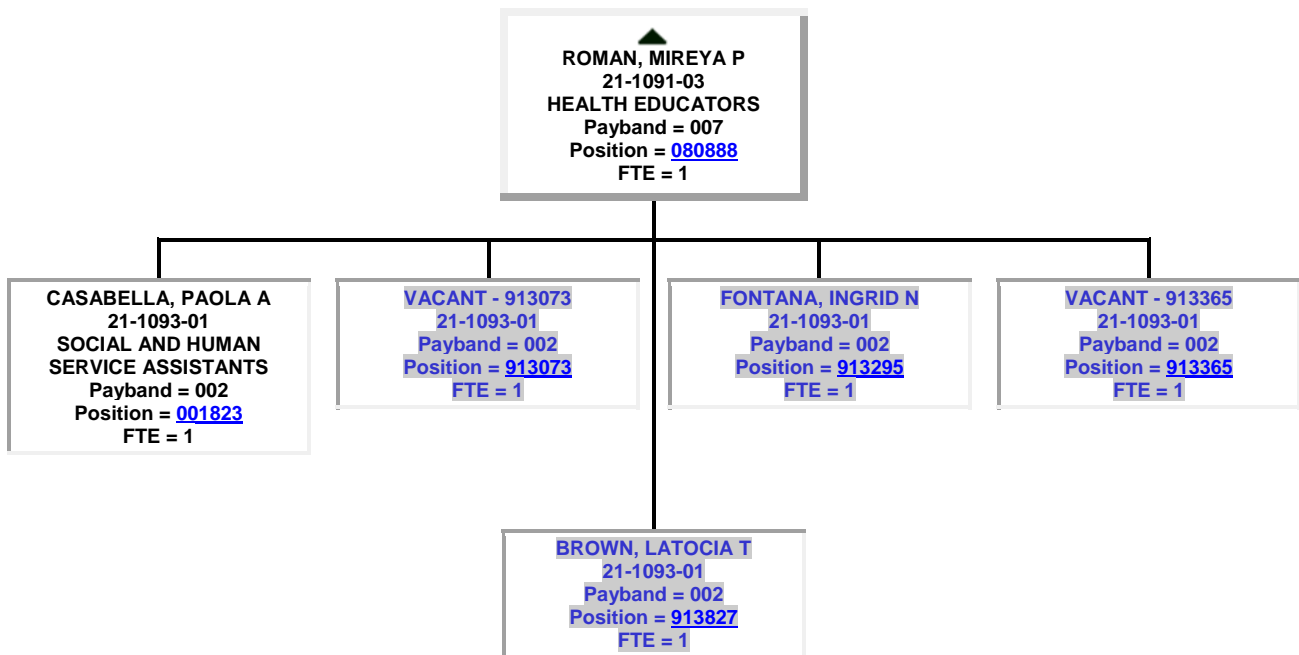 ROMAN, MIREYA P
21-1091-03
HEALTH EDUCATORS
Payband = 007
Position = 080888
FTE = 1
CASABELLA, PAOLA A
21-1093-01
SOCIAL AND HUMAN
SERVICE ASSISTANTS
Payband = 002
Position = 001823
FTE = 1
VACANT - 913073
21-1093-01
Payband = 002
Position = 913073
FTE = 1
FONTANA, INGRID N
21-1093-01
Payband = 002
Position = 913295
FTE = 1
VACANT - 913365
21-1093-01
Payband = 002
Position = 913365
FTE = 1
BROWN, LATOCIA T
21-1093-01
Payband = 002
Position = 913827
FTE = 1